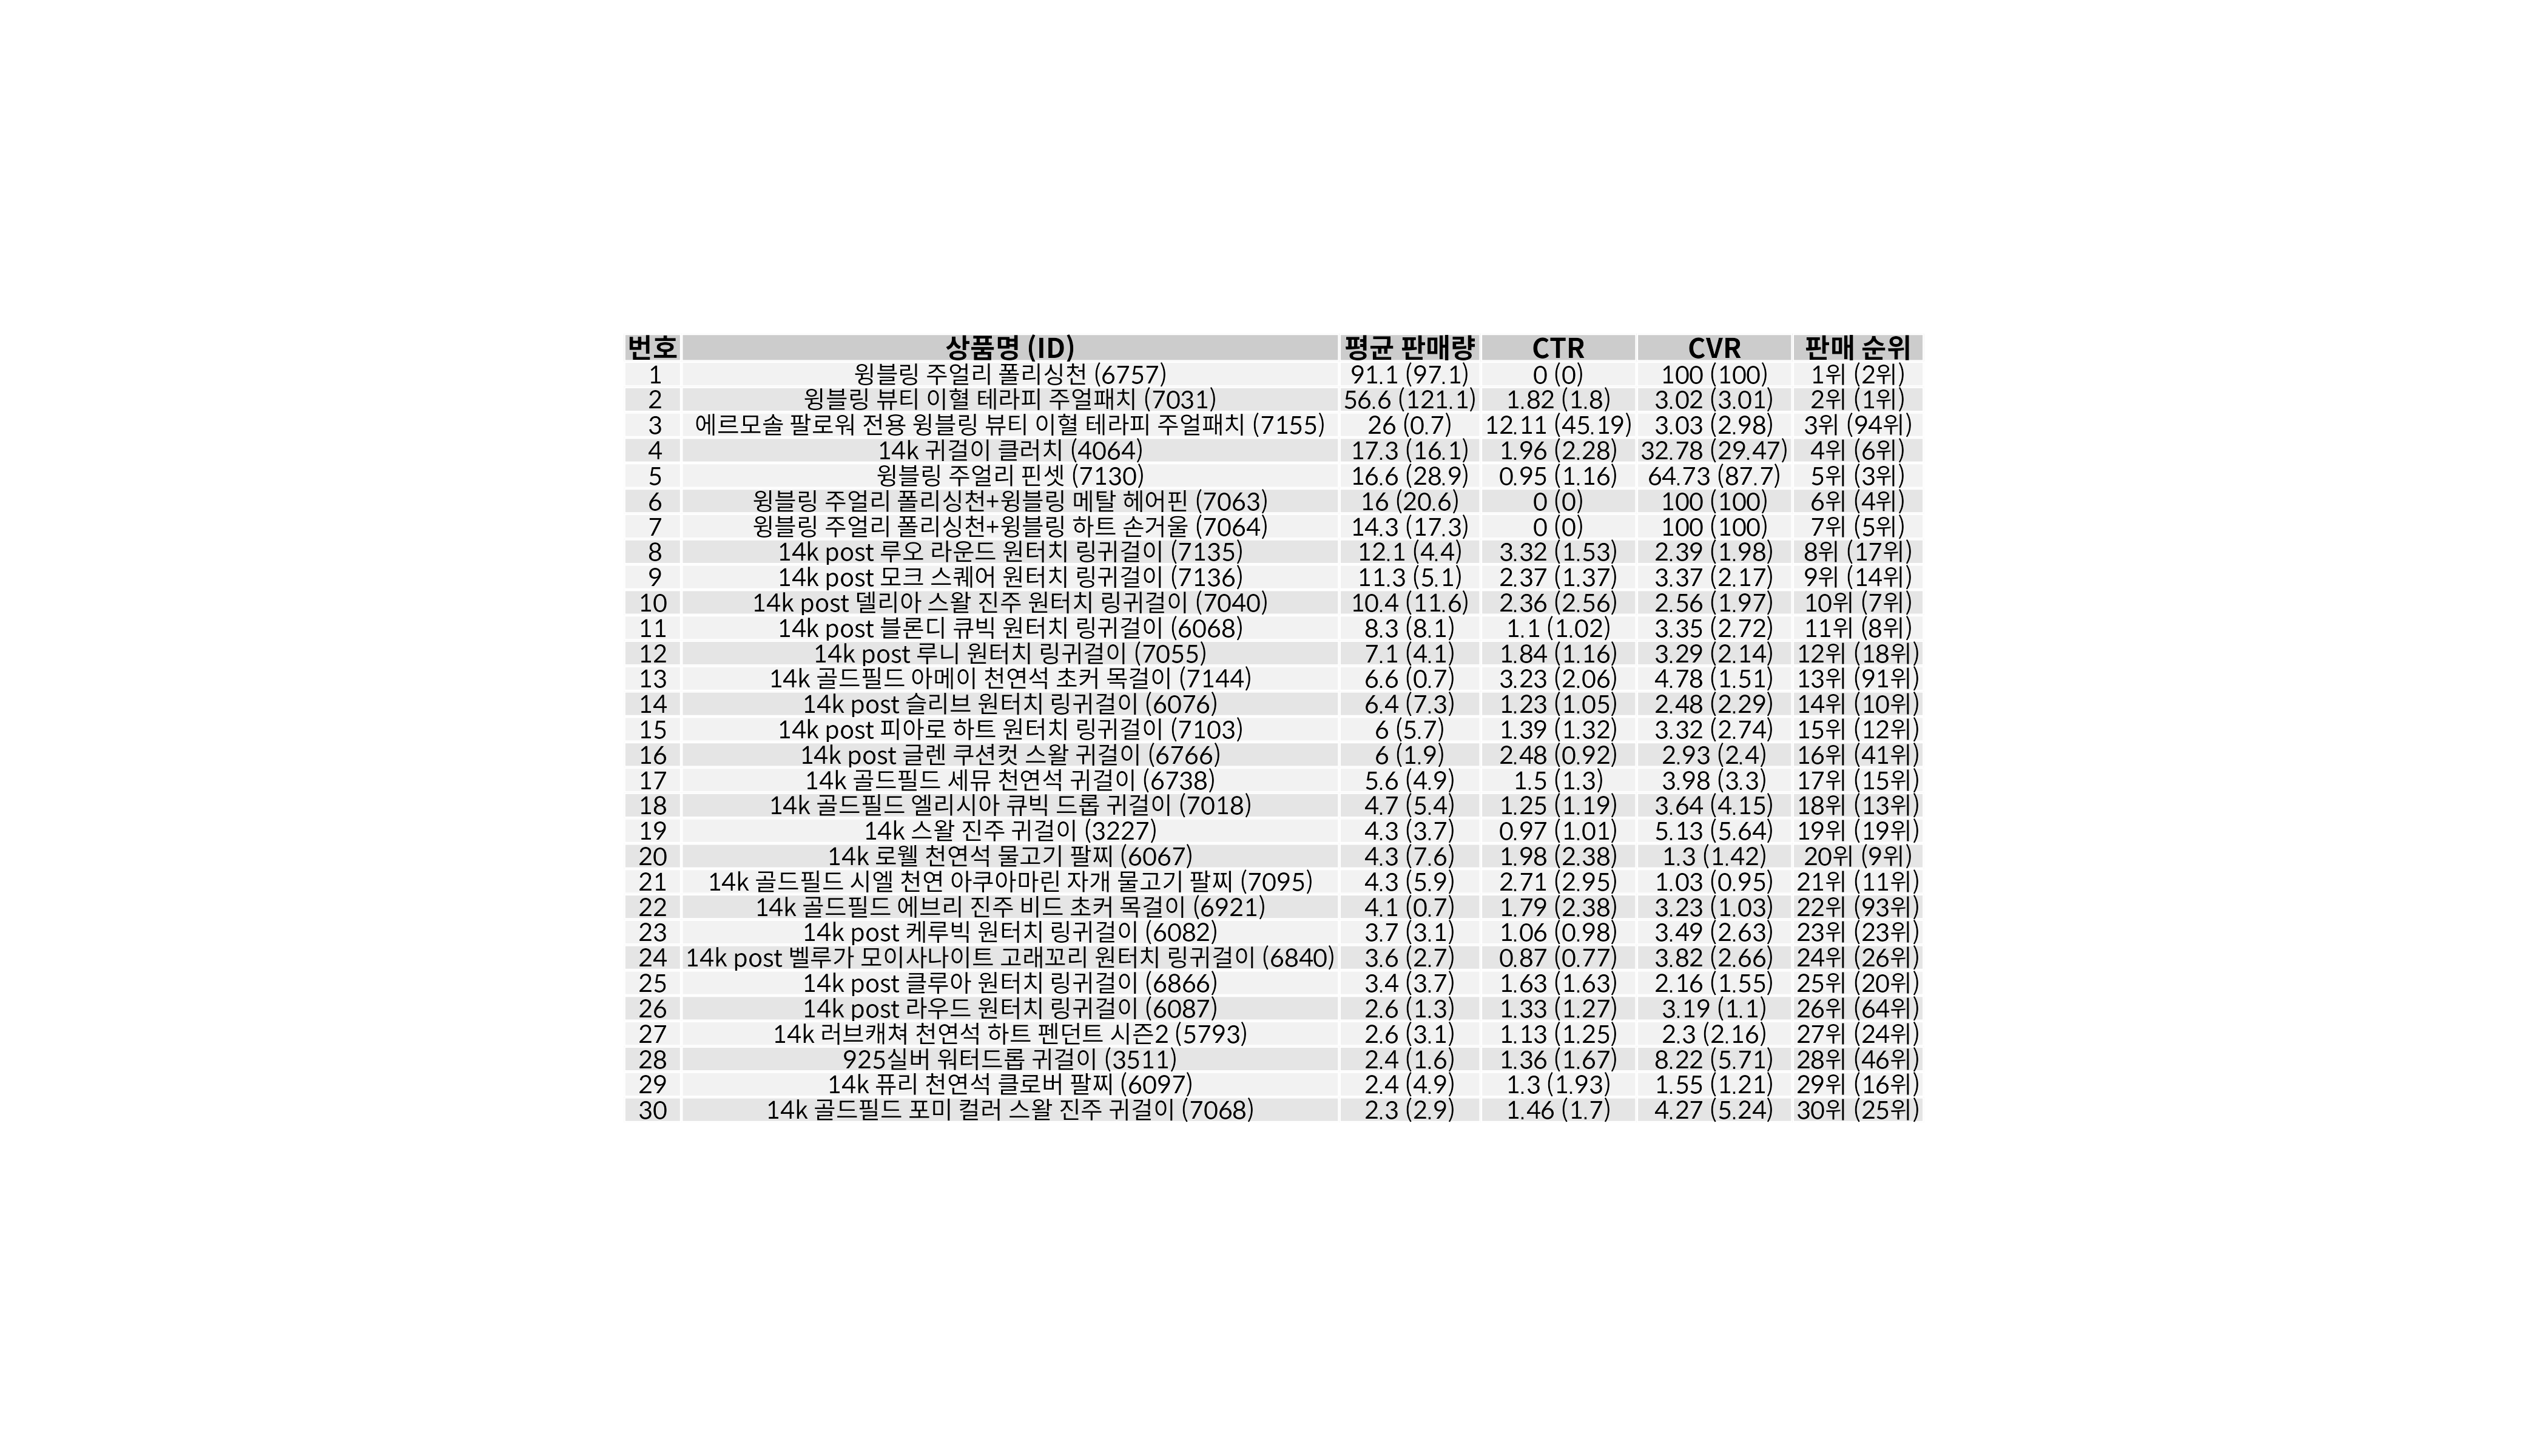 번호 상품명 (ID) 평균 판매량 CTR CVR 판매 순위
1 윙블링 주얼리 폴리싱천 (6757) 91.1 (97.1) 0 (0) 100 (100) 1위 (2위)
2 윙블링 뷰티 이혈 테라피 주얼패치 (7031) 56.6 (121.1) 1.82 (1.8) 3.02 (3.01) 2위 (1위)
3 에르모솔 팔로워 전용 윙블링 뷰티 이혈 테라피 주얼패치 (7155) 26 (0.7) 12.11 (45.19) 3.03 (2.98) 3위 (94위)
4 14k 귀걸이 클러치 (4064) 17.3 (16.1) 1.96 (2.28) 32.78 (29.47) 4위 (6위)
5 윙블링 주얼리 핀셋 (7130) 16.6 (28.9) 0.95 (1.16) 64.73 (87.7) 5위 (3위)
6 윙블링 주얼리 폴리싱천+윙블링 메탈 헤어핀 (7063) 16 (20.6) 0 (0) 100 (100) 6위 (4위)
7 윙블링 주얼리 폴리싱천+윙블링 하트 손거울 (7064) 14.3 (17.3) 0 (0) 100 (100) 7위 (5위)
8 14k post 루오 라운드 원터치 링귀걸이 (7135) 12.1 (4.4) 3.32 (1.53) 2.39 (1.98) 8위 (17위)
9 14k post 모크 스퀘어 원터치 링귀걸이 (7136) 11.3 (5.1) 2.37 (1.37) 3.37 (2.17) 9위 (14위)
10 14k post 델리아 스왈 진주 원터치 링귀걸이 (7040) 10.4 (11.6) 2.36 (2.56) 2.56 (1.97) 10위 (7위)
11 14k post 블론디 큐빅 원터치 링귀걸이 (6068) 8.3 (8.1) 1.1 (1.02) 3.35 (2.72) 11위 (8위)
12 14k post 루니 원터치 링귀걸이 (7055) 7.1 (4.1) 1.84 (1.16) 3.29 (2.14) 12위 (18위)
13 14k 골드필드 아메이 천연석 초커 목걸이 (7144) 6.6 (0.7) 3.23 (2.06) 4.78 (1.51) 13위 (91위)
14 14k post 슬리브 원터치 링귀걸이 (6076) 6.4 (7.3) 1.23 (1.05) 2.48 (2.29) 14위 (10위)
15 14k post 피아로 하트 원터치 링귀걸이 (7103) 6 (5.7) 1.39 (1.32) 3.32 (2.74) 15위 (12위)
16 14k post 글렌 쿠션컷 스왈 귀걸이 (6766) 6 (1.9) 2.48 (0.92) 2.93 (2.4) 16위 (41위)
17 14k 골드필드 세뮤 천연석 귀걸이 (6738) 5.6 (4.9) 1.5 (1.3) 3.98 (3.3) 17위 (15위)
18 14k 골드필드 엘리시아 큐빅 드롭 귀걸이 (7018) 4.7 (5.4) 1.25 (1.19) 3.64 (4.15) 18위 (13위)
19 14k 스왈 진주 귀걸이 (3227) 4.3 (3.7) 0.97 (1.01) 5.13 (5.64) 19위 (19위)
20 14k 로웰 천연석 물고기 팔찌 (6067) 4.3 (7.6) 1.98 (2.38) 1.3 (1.42) 20위 (9위)
21 14k 골드필드 시엘 천연 아쿠아마린 자개 물고기 팔찌 (7095) 4.3 (5.9) 2.71 (2.95) 1.03 (0.95) 21위 (11위)
22 14k 골드필드 에브리 진주 비드 초커 목걸이 (6921) 4.1 (0.7) 1.79 (2.38) 3.23 (1.03) 22위 (93위)
23 14k post 케루빅 원터치 링귀걸이 (6082) 3.7 (3.1) 1.06 (0.98) 3.49 (2.63) 23위 (23위)
24 14k post 벨루가 모이사나이트 고래꼬리 원터치 링귀걸이 (6840) 3.6 (2.7) 0.87 (0.77) 3.82 (2.66) 24위 (26위)
25 14k post 클루아 원터치 링귀걸이 (6866) 3.4 (3.7) 1.63 (1.63) 2.16 (1.55) 25위 (20위)
26 14k post 라우드 원터치 링귀걸이 (6087) 2.6 (1.3) 1.33 (1.27) 3.19 (1.1) 26위 (64위)
27 14k 러브캐쳐 천연석 하트 펜던트 시즌2 (5793) 2.6 (3.1) 1.13 (1.25) 2.3 (2.16) 27위 (24위)
28 925실버 워터드롭 귀걸이 (3511) 2.4 (1.6) 1.36 (1.67) 8.22 (5.71) 28위 (46위)
29 14k 퓨리 천연석 클로버 팔찌 (6097) 2.4 (4.9) 1.3 (1.93) 1.55 (1.21) 29위 (16위)
30 14k 골드필드 포미 컬러 스왈 진주 귀걸이 (7068) 2.3 (2.9) 1.46 (1.7) 4.27 (5.24) 30위 (25위)